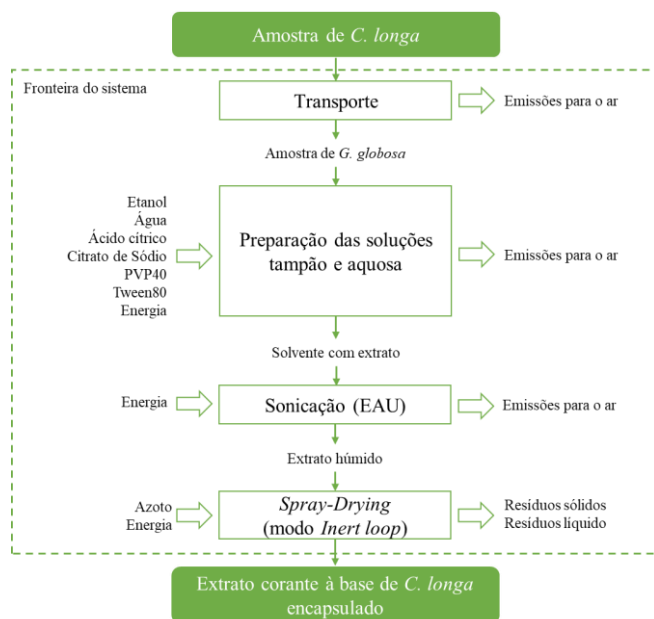 Amostra de C. longa
Fronteira do sistema
Transporte
Emissões para o ar
Amostra de G. globosa
Etanol
Água
Ácido cítrico
Citrato de Sódio
PVP40
Tween80
Energia
Preparação das soluções
tampão e aquosa
Emissões para o ar
Solvente com extrato
Energia
Sonicação (EAU)
Emissões para o ar
Extrato húmido
Azoto
Energia
Spray-Drying
(modo Inert loop)
Resíduos sólidos
Resíduos líquido
Extrato corante à base de C. longa
encapsulado